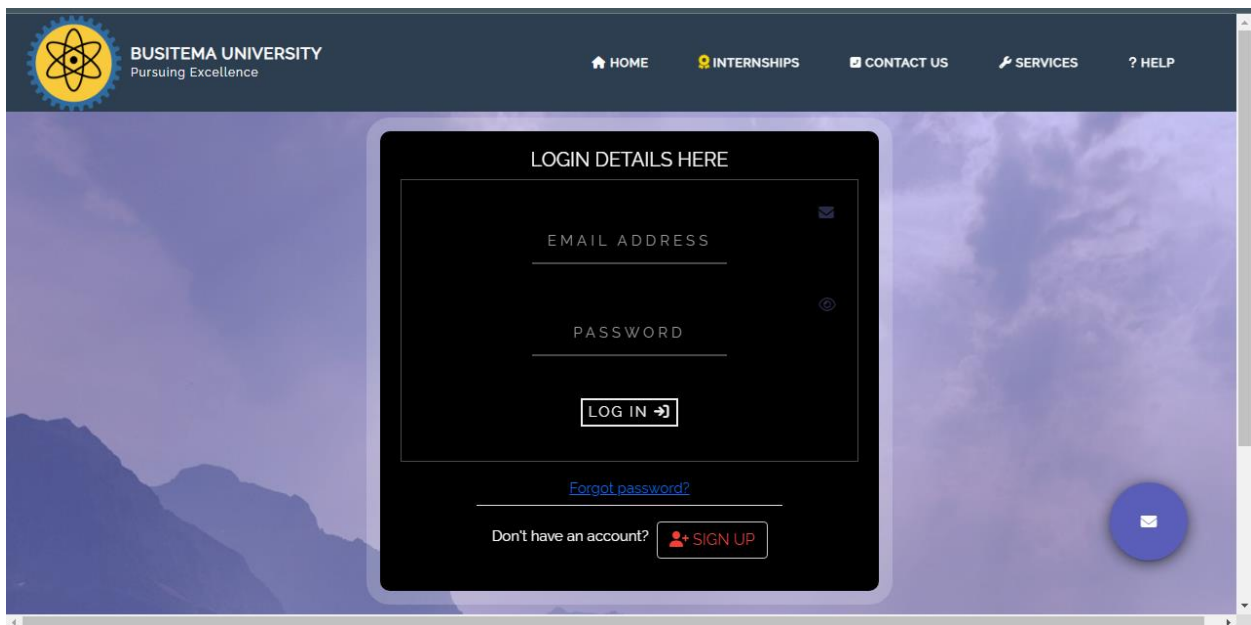 BUSITEMA UNIVERSITY
Pursuing Excellence
HOME INTERNSHIPS CONTACT US SERVICES ? HELP
LOGIN DETAILS HERE
EMAIL ADDRESS
PASSWORD
LOG IN
Forgot password?
Don't have an account? SIGN UP